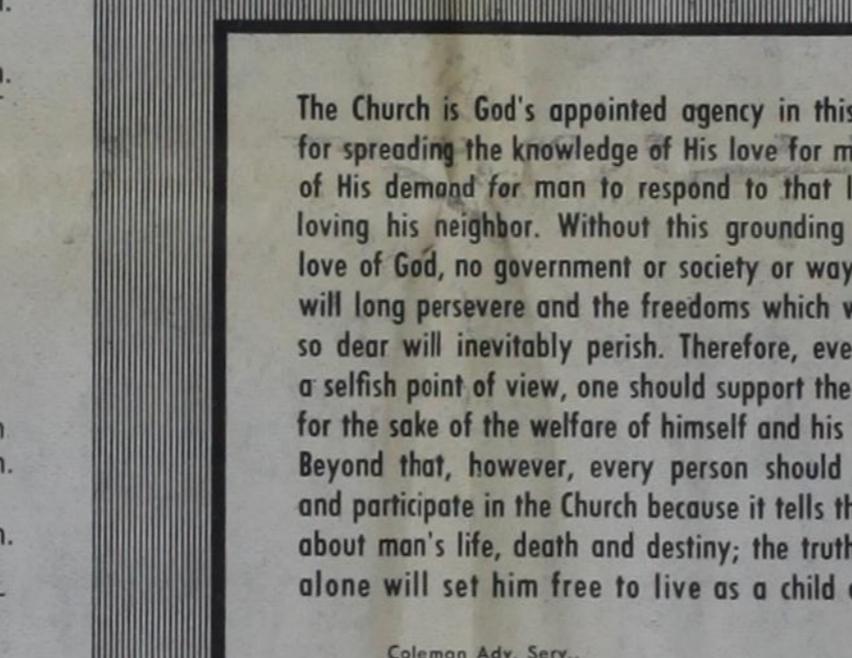 The Church is God's appointed agency in this
for spreading the knowledge of His love for
of His demand for man to respond to that
loving his neighbor. Without this grounding
love of God, no government or society or way
will long persevere and the freedoms which
so dear will inevitably perish. Therefore,
a selfish point of view, one should support the
for the sake of the welfare of himself and his
Beyond that, however, every person should
and participate in the Church because it tells
about man's life, death and destiny; the truth
alone will set him free to live as a child
Coleman Adv. Serv.,